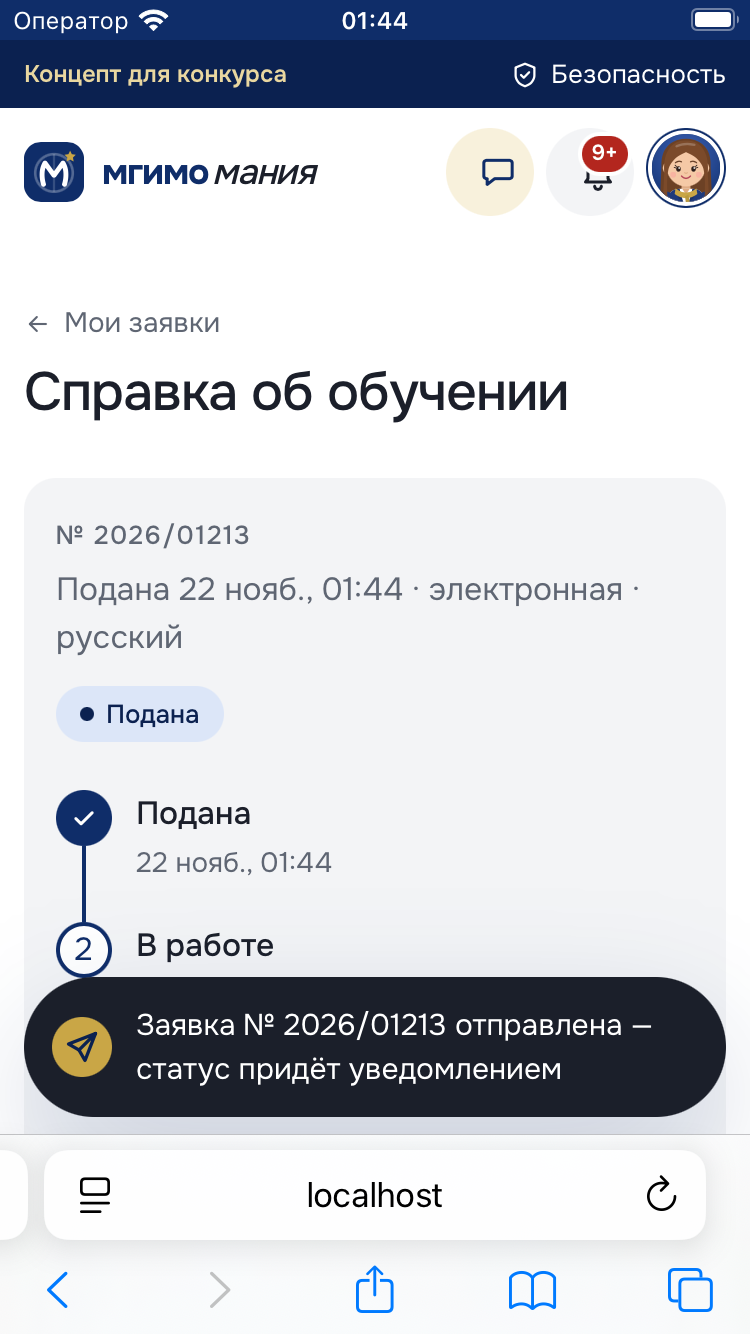 Оператор 01:44
Концепт для конкурса Безопасность
М мгимо мания 9+
← Мои заявки
Справка об обучении
№ 2026/01213
Подана 22 нояб., 01:44 · электронная ·
русский
Подана
Подана
22 нояб., 01:44
2 В работе
Заявка № 2026/01213 отправлена —
статус придёт уведомлением
localhost